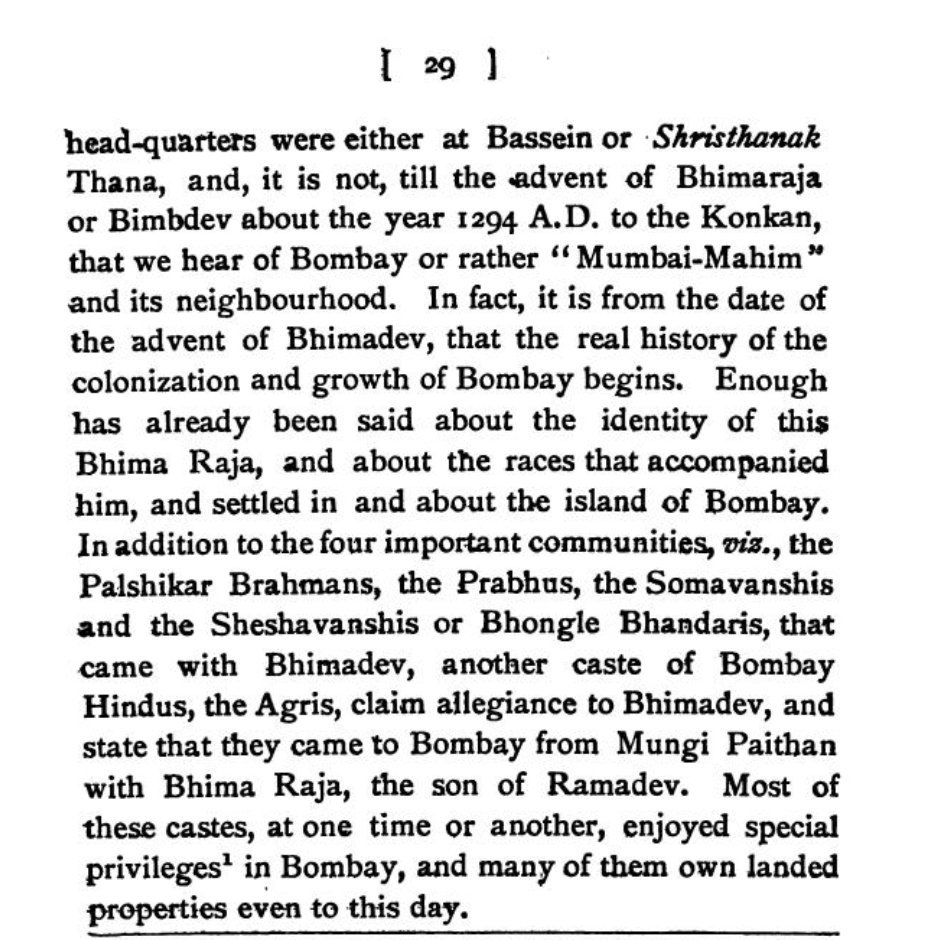 [ 29 ]
head-quarters were either at Bassein or Shristhanak
Thana, and, it is not, till the advent of Bhimaraja
or Bimbdev about the year 1294 A.D. to the Konkan,
that we hear of Bombay or rather “Mumbai-Mahim”
and its neighbourhood. In fact, it is from the date of
the advent of Bhimadev, that the real history of the
colonization and growth of Bombay begins. Enough
has already been said about the identity of this
Bhima Raja, and about the races that accompanied
him, and settled in and about the island of Bombay.
In addition to the four important communities, viz., the
Palshikar Brahmans, the Prabhus, the Somavanshis
and the Sheshavanshis or Bhongle Bhandaris, that
came with Bhimadev, another caste of Bombay
Hindus, the Agris, claim allegiance to Bhimadev, and
state that they came to Bombay from Mungi Paithan
with Bhima Raja, the son of Ramadev. Most of
these castes, at one time or another, enjoyed special
privileges¹ in Bombay, and many of them own landed
properties even to this day.